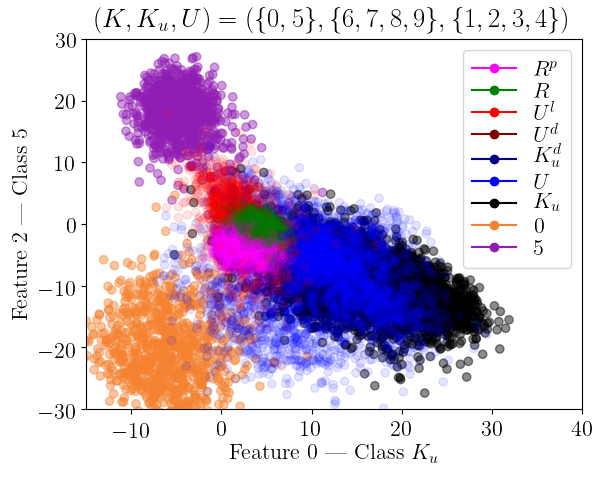 (K, K_u, U) = ({0, 5}, {6, 7, 8, 9}, {1, 2, 3, 4})
30
20
10
0
−10
−20
−30
Feature 2 — Class 5
R^p
R
U^l
U^d
K_u^d
U
K_u
0
5
−10
0
10
20
30
40
Feature 0 — Class K_u